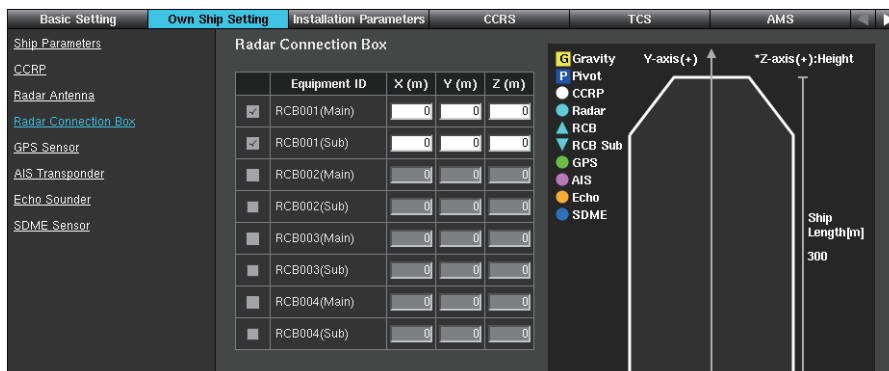 Basic Setting Own Ship Setting Installation Parameters CCRS TCS AMS
Ship Parameters
CCRP
Radar Antenna
Radar Connection Box
GPS Sensor
AIS Transponder
Echo Sounder
SDME Sensor
Radar Connection Box
Equipment ID X (m) Y (m) Z (m)
RCB001(Main) 0 0 0
RCB001(Sub) 0 0 0
RCB002(Main) 0 0 0
RCB002(Sub) 0 0 0
RCB003(Main) 0 0 0
RCB003(Sub) 0 0 0
RCB004(Main) 0 0 0
RCB004(Sub) 0 0 0
G Gravity
P Pivot
CCRP
Radar
RCB
RCB Sub
GPS
AIS
Echo
SDME
Y-axis(+)
*Z-axis(+):Height
Ship
Length[m]
300